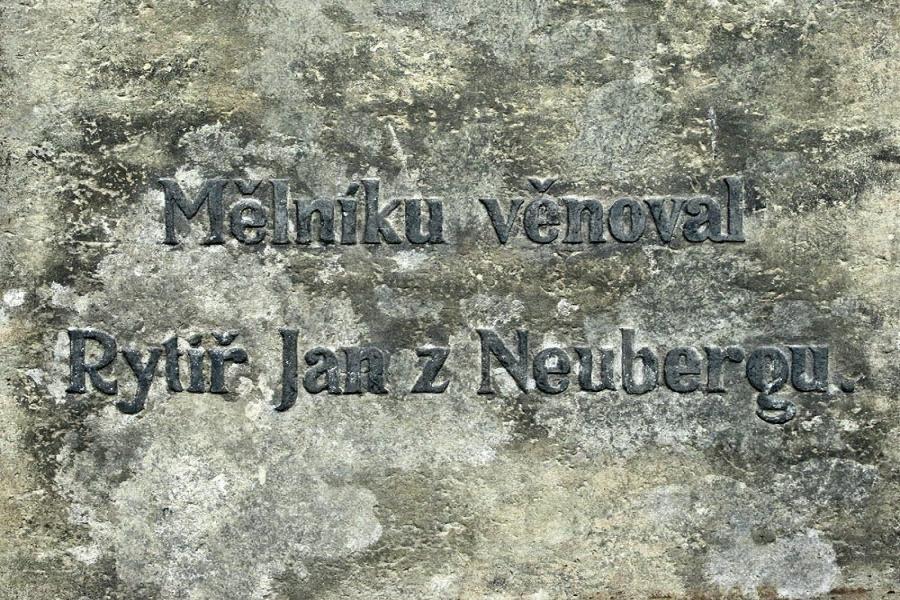 Mělníku věnoval
Rytíř Jan z Neubergu.